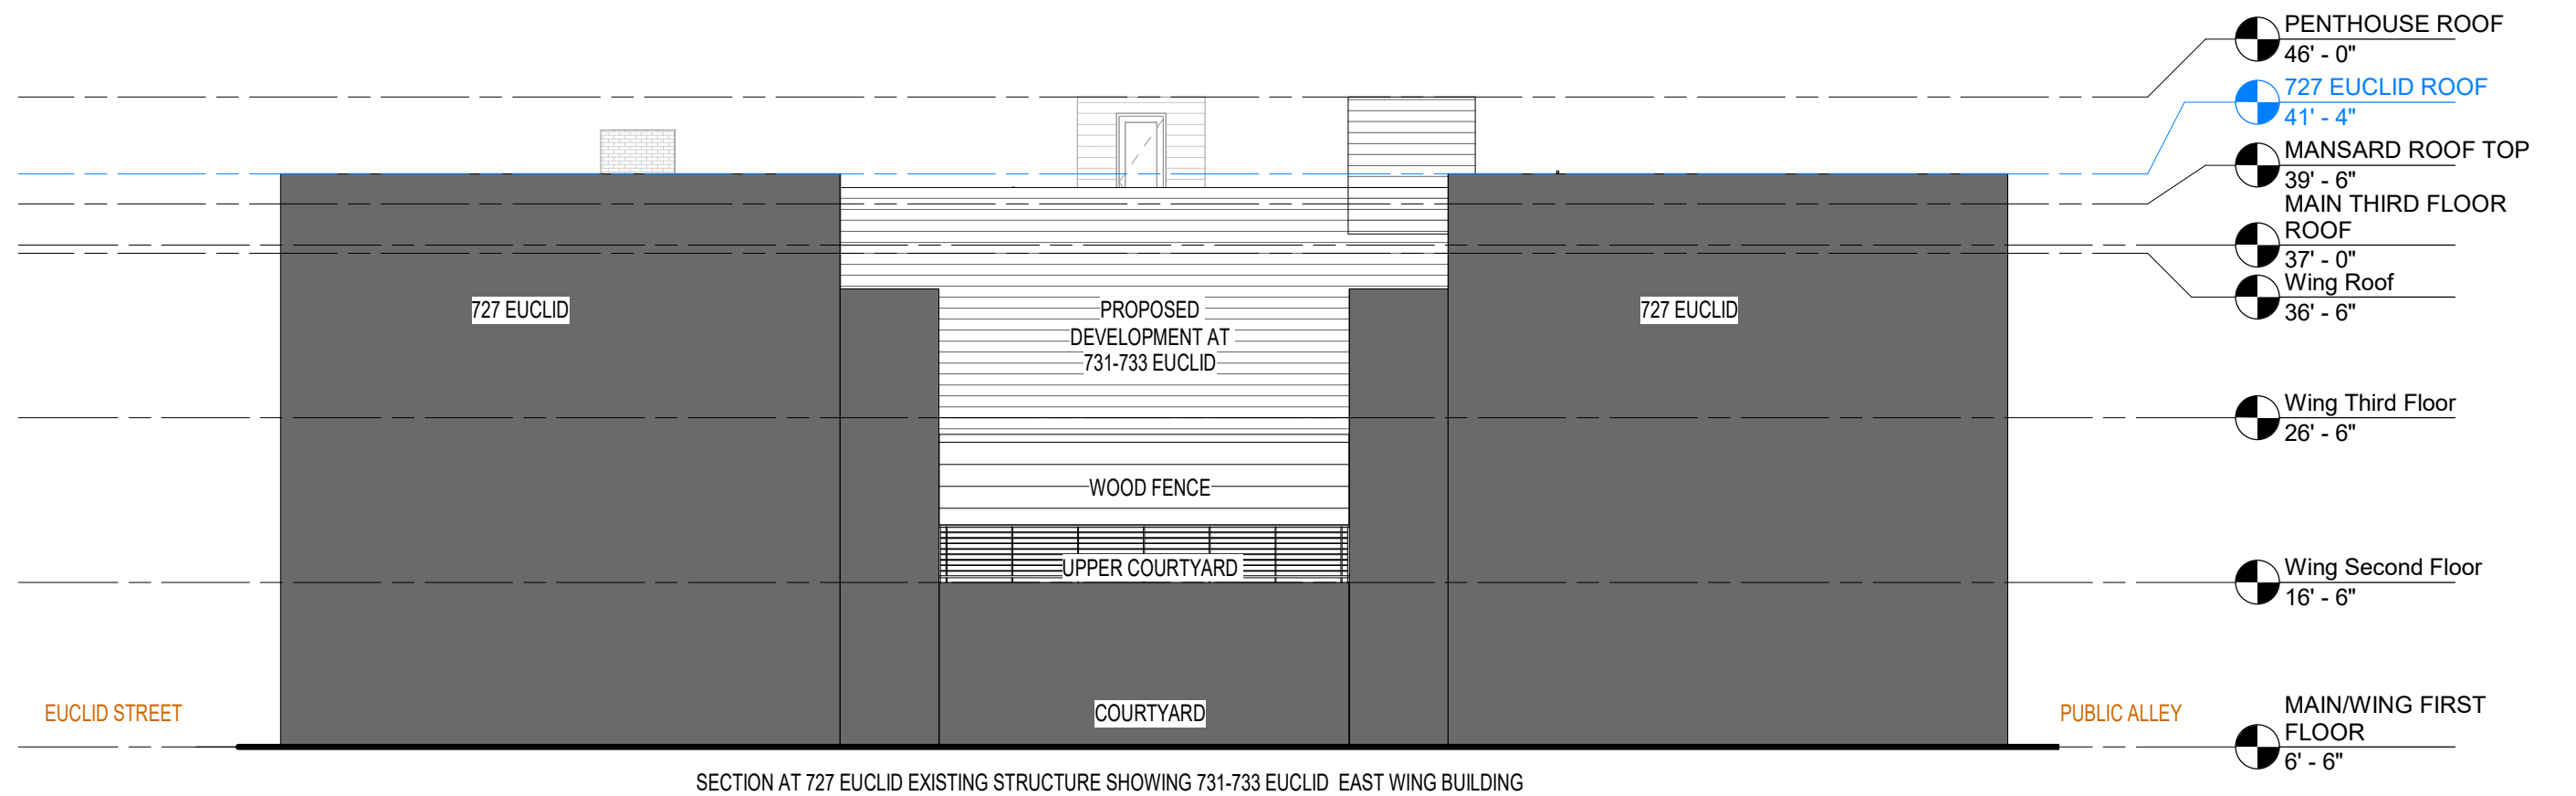 PENTHOUSE ROOF
46' - 0"
727 EUCLID ROOF
41' - 4"
MANSARD ROOF TOP
39' - 6"
MAIN THIRD FLOOR
ROOF
37' - 0"
Wing Roof
36' - 6"
727 EUCLID
PROPOSED
DEVELOPMENT AT
731-733 EUCLID
727 EUCLID
Wing Third Floor
26' - 6"
WOOD FENCE
UPPER COURTYARD
Wing Second Floor
16' - 6"
EUCLID STREET
COURTYARD
PUBLIC ALLEY
MAIN/WING FIRST
FLOOR
6' - 6"
SECTION AT 727 EUCLID EXISTING STRUCTURE SHOWING 731-733 EUCLID EAST WING BUILDING